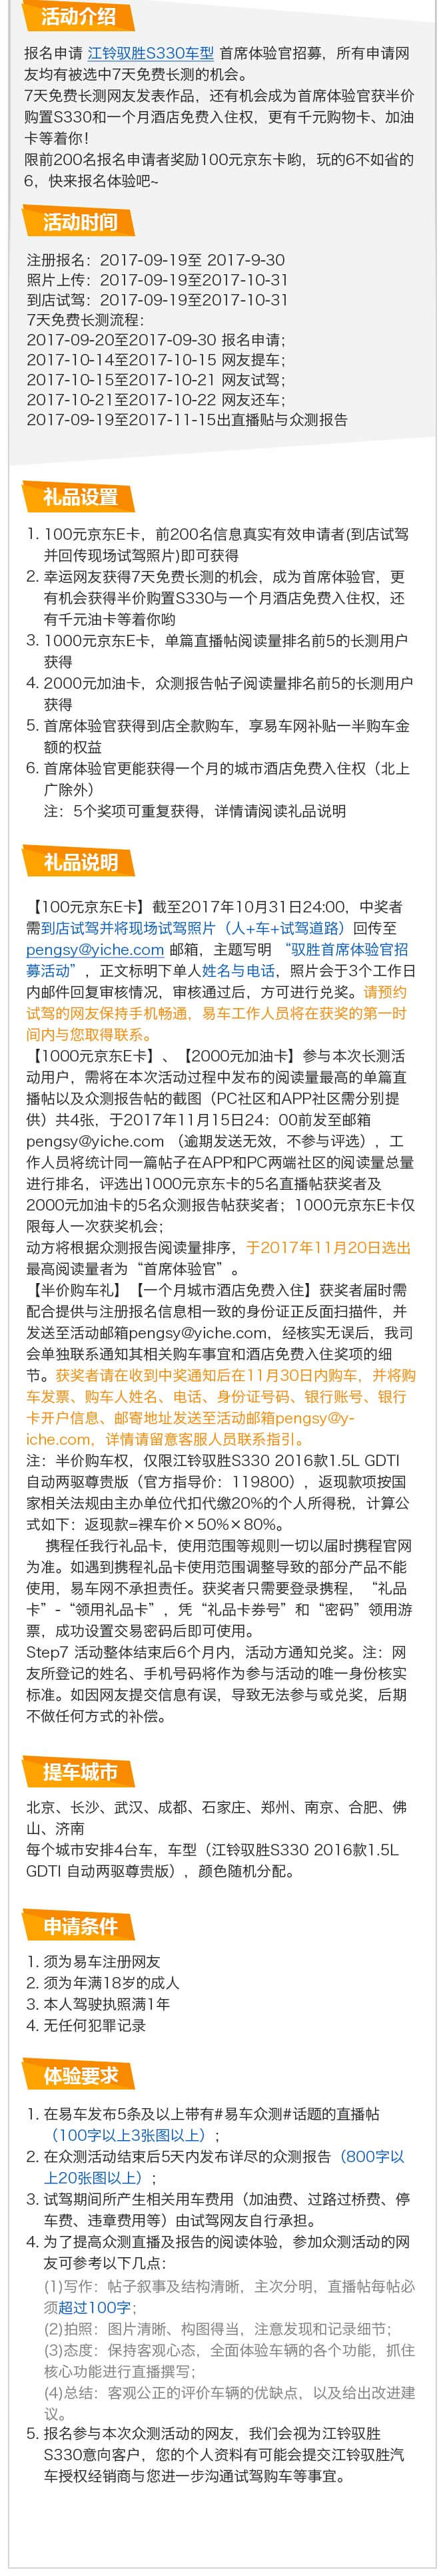 活动介绍
报名申请 江铃驭胜S330车型 首席体验官招募，所有申请网
友均有被选中7天免费长测的机会。
7天免费长测网友发表作品，还有机会成为首席体验官获半价
购置S330和一个月酒店免费入住权，更有千元购物卡、加油
卡等着你！
限前200名报名申请者奖励100元京东卡哟，玩的6不如省的
6，快来报名体验吧~
活动时间
注册报名：2017-09-19至 2017-9-30
照片上传：2017-09-19至2017-10-31
到店试驾：2017-09-19至2017-10-31
7天免费长测流程：
2017-09-20至2017-09-30 报名申请；
2017-10-14至2017-10-15 网友提车；
2017-10-15至2017-10-21 网友试驾；
2017-10-21至2017-10-22 网友还车；
2017-09-19至2017-11-15出直播贴与众测报告
礼品设置
1. 100元京东E卡，前200名信息真实有效申请者(到店试驾
并回传现场试驾照片)即可获得
2. 幸运网友获得7天免费长测的机会，成为首席体验官，更
有机会获得半价购置S330与一个月酒店免费入住权，还
有千元油卡等着你哟
3. 1000元京东E卡，单篇直播帖阅读量排名前5的长测用户
获得
4. 2000元加油卡，众测报告帖子阅读量排名前5的长测用户
获得
5. 首席体验官获得到店全款购车，享易车网补贴一半购车金
额的权益
6. 首席体验官更能获得一个月的城市酒店免费入住权（北上
广除外）
注：5个奖项可重复获得，详情请阅读礼品说明
礼品说明
【100元京东E卡】截至2017年10月31日24:00，中奖者
需到店试驾并将现场试驾照片（人+车+试驾道路）回传至
pengsy@yiche.com 邮箱，主题写明 “驭胜首席体验官招
募活动”，正文标明下单人姓名与电话，照片会于3个工作日
内邮件回复审核情况，审核通过后，方可进行兑奖。请预约
试驾的网友保持手机畅通，易车工作人员将在获奖的第一时
间内与您取得联系。
【1000元京东E卡】、【2000元加油卡】参与本次长测活
动用户，需将在本次活动过程中发布的阅读量最高的单篇直
播帖以及众测报告帖的截图（PC社区和APP社区需分别提
供）共4张，于2017年11月15日24：00前发至邮箱
pengsy@yiche.com （逾期发送无效，不参与评选），工
作人员将统计同一篇帖子在APP和PC两端社区的阅读量总量
进行排名，评选出1000元京东卡的5名直播帖获奖者及
2000元加油卡的5名众测报告帖获奖者；1000元京东E卡仅
限每人一次获奖机会；
动方将根据众测报告阅读量排序，于2017年11月20日选出
最高阅读量者为“首席体验官”。
【半价购车礼】【一个月城市酒店免费入住】获奖者届时需
配合提供与注册报名信息相一致的身份证正反面扫描件，并
发送至活动邮箱pengsy@yiche.com，经核实无误后，我司
会单独联系通知其相关购车事宜和酒店免费入住奖项的细
节。获奖者请在收到中奖通知后在11月30日内购车，并将购
车发票、购车人姓名、电话、身份证号码、银行账号、银行
卡开户信息、邮寄地址发送至活动邮箱pengsy@y-
iche.com，详情请留意客服人员联系指引。
注：半价购车权，仅限江铃驭胜S330 2016款1.5L GDTI
自动两驱尊贵版（官方指导价：119800），返现款项按国
家相关法规由主办单位代扣代缴20%的个人所得税，计算公
式如下：返现款=裸车价×50%×80%。
携程任我行礼品卡，使用范围等规则一切以届时携程官网
为准。如遇到携程礼品卡使用范围调整导致的部分产品不能
使用，易车网不承担责任。获奖者只需要登录携程，“礼品
卡”-“领用礼品卡”，凭“礼品卡券号”和“密码”领用游
票，成功设置交易密码后即可使用。
Step7 活动整体结束后6个月内，活动方通知兑奖。注：网
友所登记的姓名、手机号码将作为参与活动的唯一身份核实
标准。如因网友提交信息有误，导致无法参与或兑奖，后期
不做任何方式的补偿。
提车城市
北京、长沙、武汉、成都、石家庄、郑州、南京、合肥、佛
山、济南
每个城市安排4台车，车型（江铃驭胜S330 2016款1.5L
GDTI 自动两驱尊贵版），颜色随机分配。
申请条件
1. 须为易车注册网友
2. 须为年满18岁的成人
3. 本人驾驶执照满1年
4. 无任何犯罪记录
体验要求
1. 在易车发布5条及以上带有#易车众测#话题的直播帖
（100字以上3张图以上）；
2. 在众测活动结束后5天内发布详尽的众测报告（800字以
上20张图以上）；
3. 试驾期间所产生相关用车费用（加油费、过路过桥费、停
车费、违章费用等）由试驾网友自行承担。
4. 为了提高众测直播及报告的阅读体验，参加众测活动的网
友可参考以下几点：
(1)写作：帖子叙事及结构清晰，主次分明，直播帖每帖必
须超过100字；
(2)拍照：图片清晰、构图得当，注意发现和记录细节；
(3)态度：保持客观心态，全面体验车辆的各个功能，抓住
核心功能进行直播撰写；
(4)总结：客观公正的评价车辆的优缺点，以及给出改进建
议。
5. 报名参与本次众测活动的网友，我们会视为江铃驭胜
S330意向客户，您的个人资料有可能会提交江铃驭胜汽
车授权经销商与您进一步沟通试驾购车等事宜。